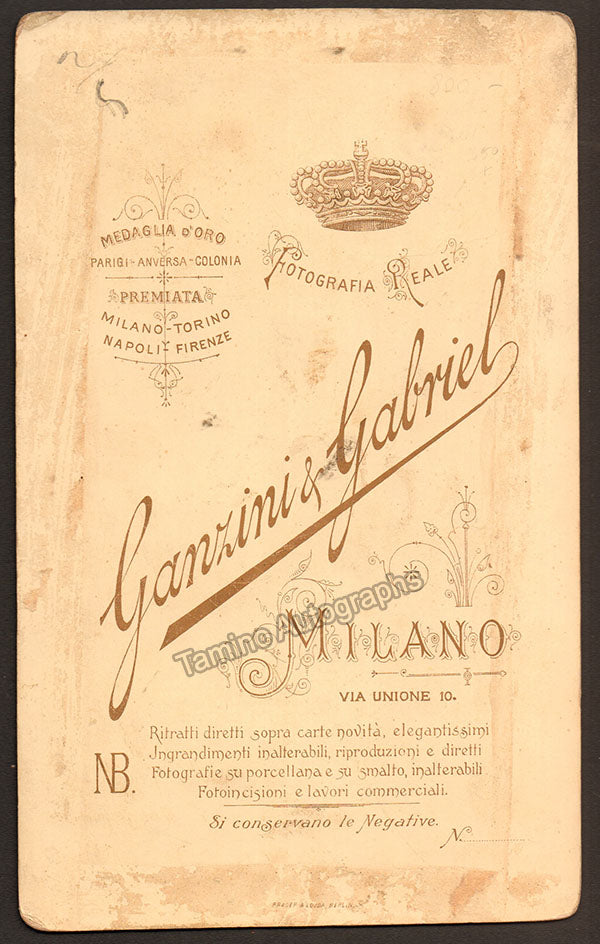 MEDAGLIA D'ORO
PARIGI-ANVERSA-COLONIA
PREMIATA
MILANO-TORINO
NAPOLI-FIRENZE
FOTOGRAFIA REALE
Ganzini & Gabriel
MILANO
Tamino Autographs
VIA UNIONE 10.
NB.
Ritratti diretti sopra carte novità, elegantissimi
Ingrandimenti inalterabili, riproduzioni e diretti
Fotografie su porcellana e su smalto, inalterabili
Fotoincisioni e lavori commerciali.
Si conservano le Negative.
N.
BERLIN